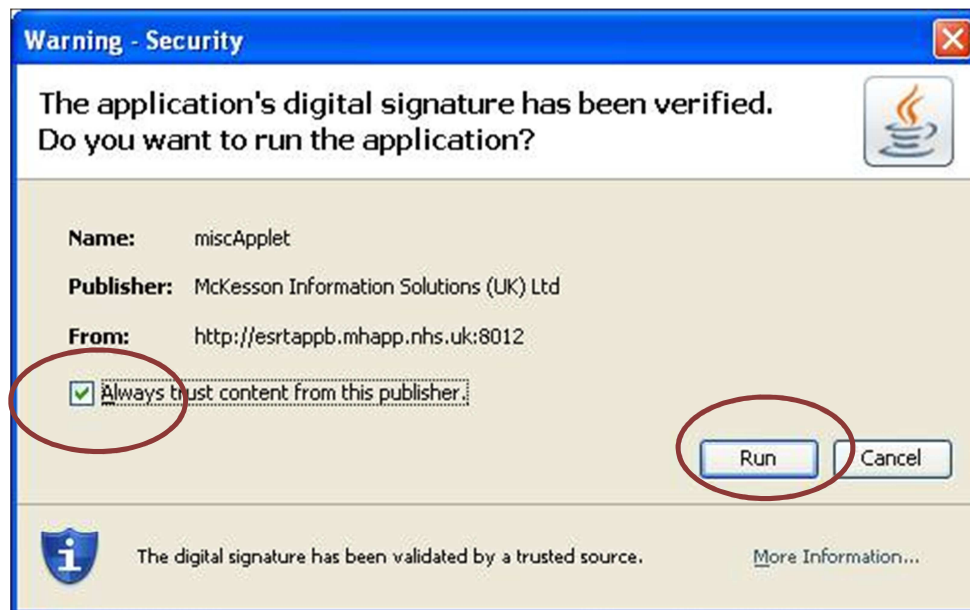 Warning - Security
The application's digital signature has been verified.
Do you want to run the application?
Name: miscApplet
Publisher: McKesson Information Solutions (UK) Ltd
From: http://esrtappb.mhapp.nhs.uk:8012
Always trust content from this publisher.
Run Cancel
The digital signature has been validated by a trusted source. More Information...